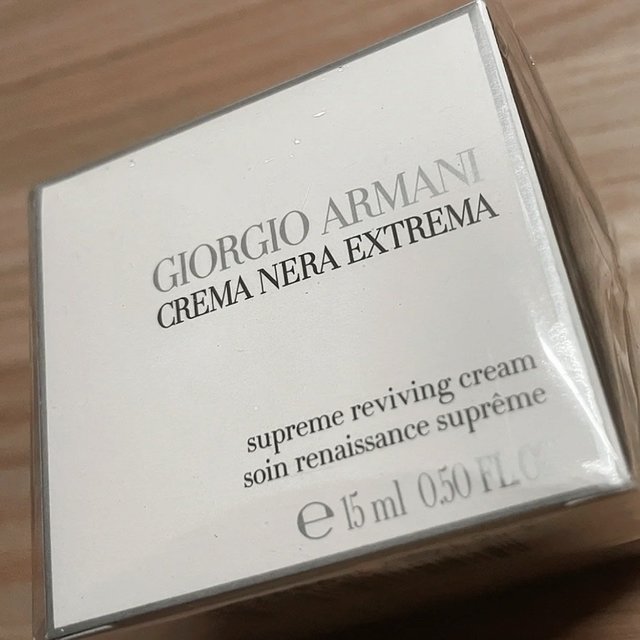 GIORGIO ARMANI
CREMA NERA EXTREMA
supreme reviving cream
soin renaissance suprême
℮ 15 ml 0.50 FL.